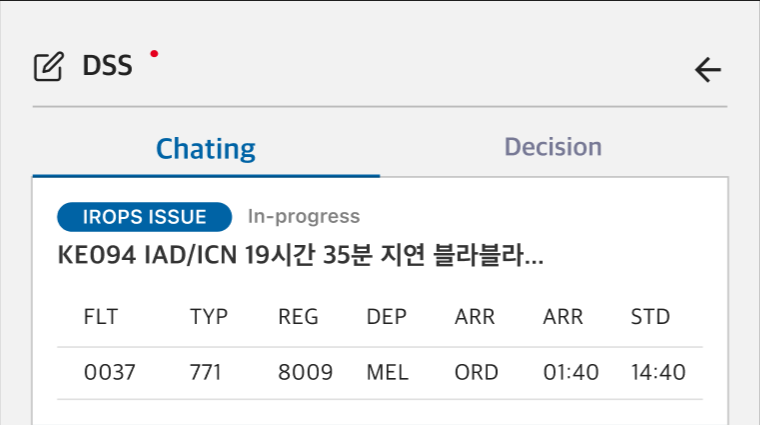 DSS
Chating Decision
IROPS ISSUE In-progress
KE094 IAD/ICN 19시간 35분 지연 블라블라...
FLT TYP REG DEP ARR ARR STD
0037 771 8009 MEL ORD 01:40 14:40